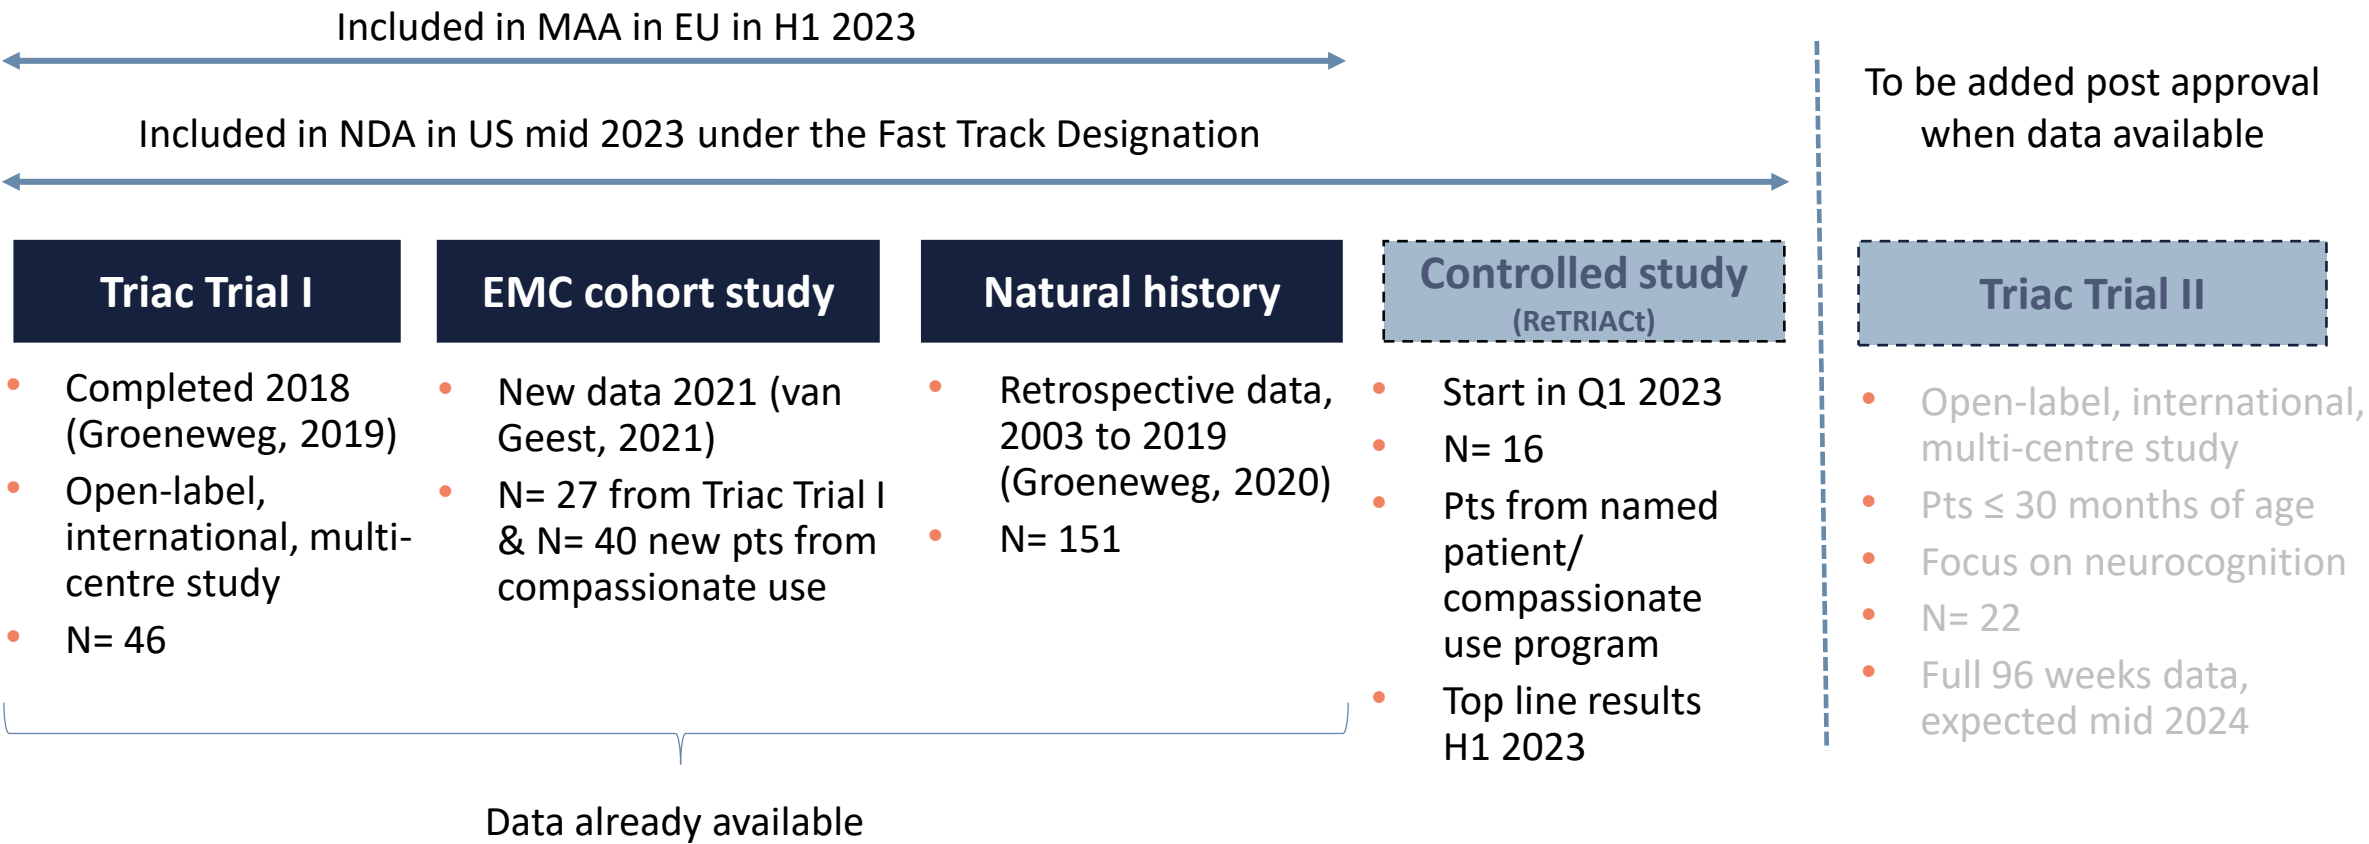 Included in MAA in EU in H1 2023
Included in NDA in US mid 2023 under the Fast Track Designation
To be added post approval
when data available
Triac Trial I
• Completed 2018
(Groeneweg, 2019)
• Open-label,
international, multi-
centre study
• N= 46
EMC cohort study
• New data 2021 (van
Geest, 2021)
• N= 27 from Triac Trial I
& N= 40 new pts from
compassionate use
Natural history
• Retrospective data,
2003 to 2019
(Groeneweg, 2020)
• N= 151
Data already available
Controlled study
(ReTRIACt)
• Start in Q1 2023
• N= 16
• Pts from named
patient/
compassionate
use program
• Top line results
H1 2023
Triac Trial II
• Open-label, international,
multi-centre study
• Pts ≤ 30 months of age
• Focus on neurocognition
• N= 22
• Full 96 weeks data,
expected mid 2024